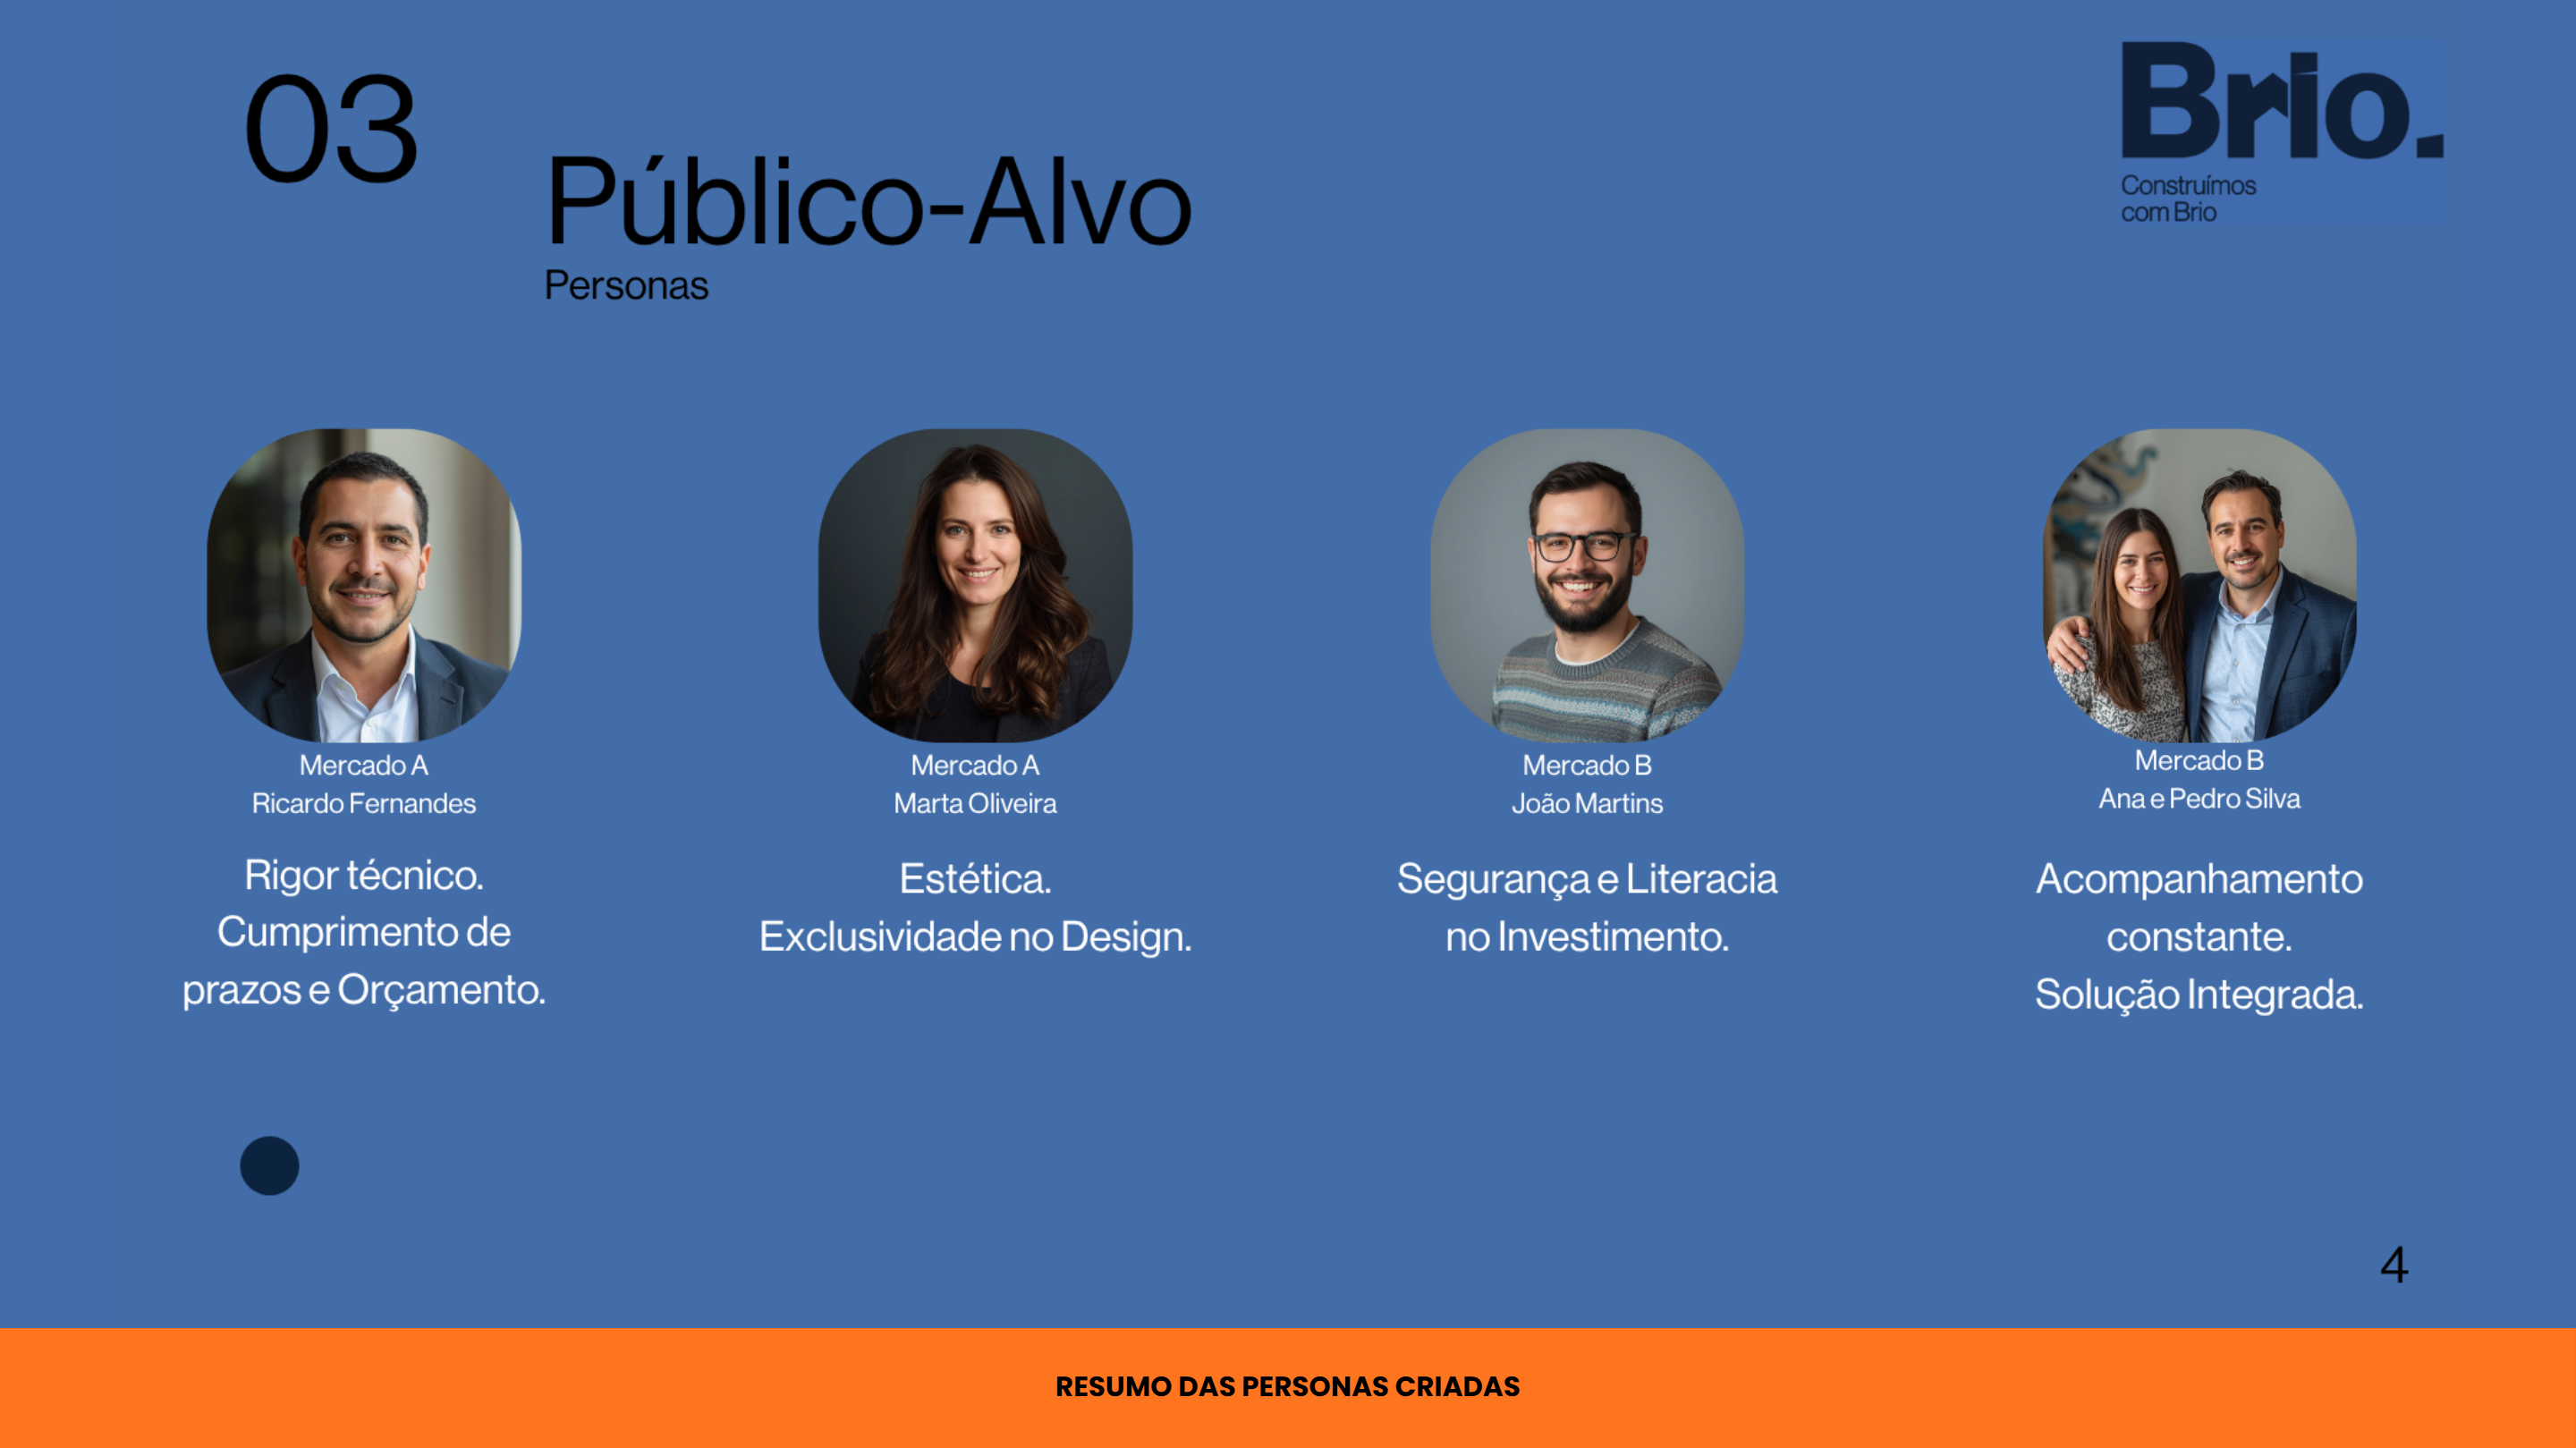 03
Público-Alvo
Personas
Brio.
Construímos
com Brio
Mercado A
Ricardo Fernandes
Rigor técnico.
Cumprimento de
prazos e Orçamento.
Mercado A
Marta Oliveira
Estética.
Exclusividade no Design.
Mercado B
João Martins
Segurança e Literacia
no Investimento.
Mercado B
Ana e Pedro Silva
Acompanhamento
constante.
Solução Integrada.
4
RESUMO DAS PERSONAS CRIADAS